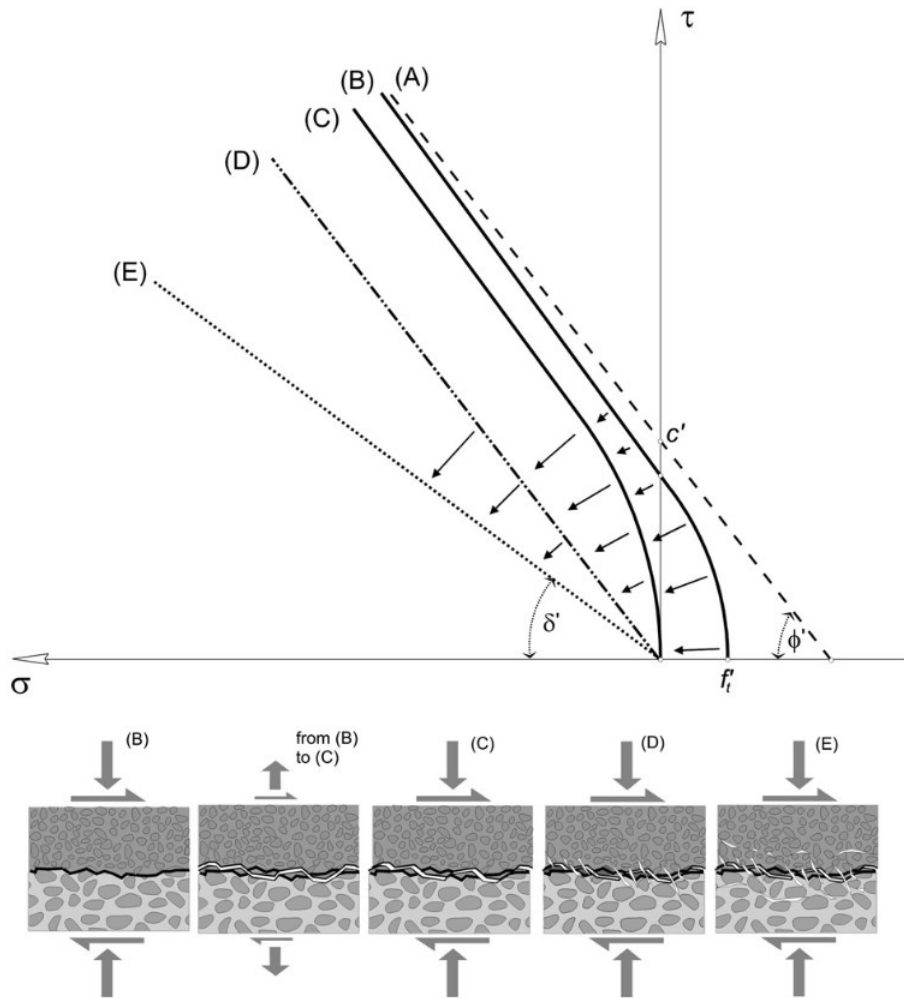 τ
(B) (A)
(C)
(D)
(E)
c'
δ'
ϕ'
σ
f't
(B)
from (B)
to (C)
(C)
(D)
(E)